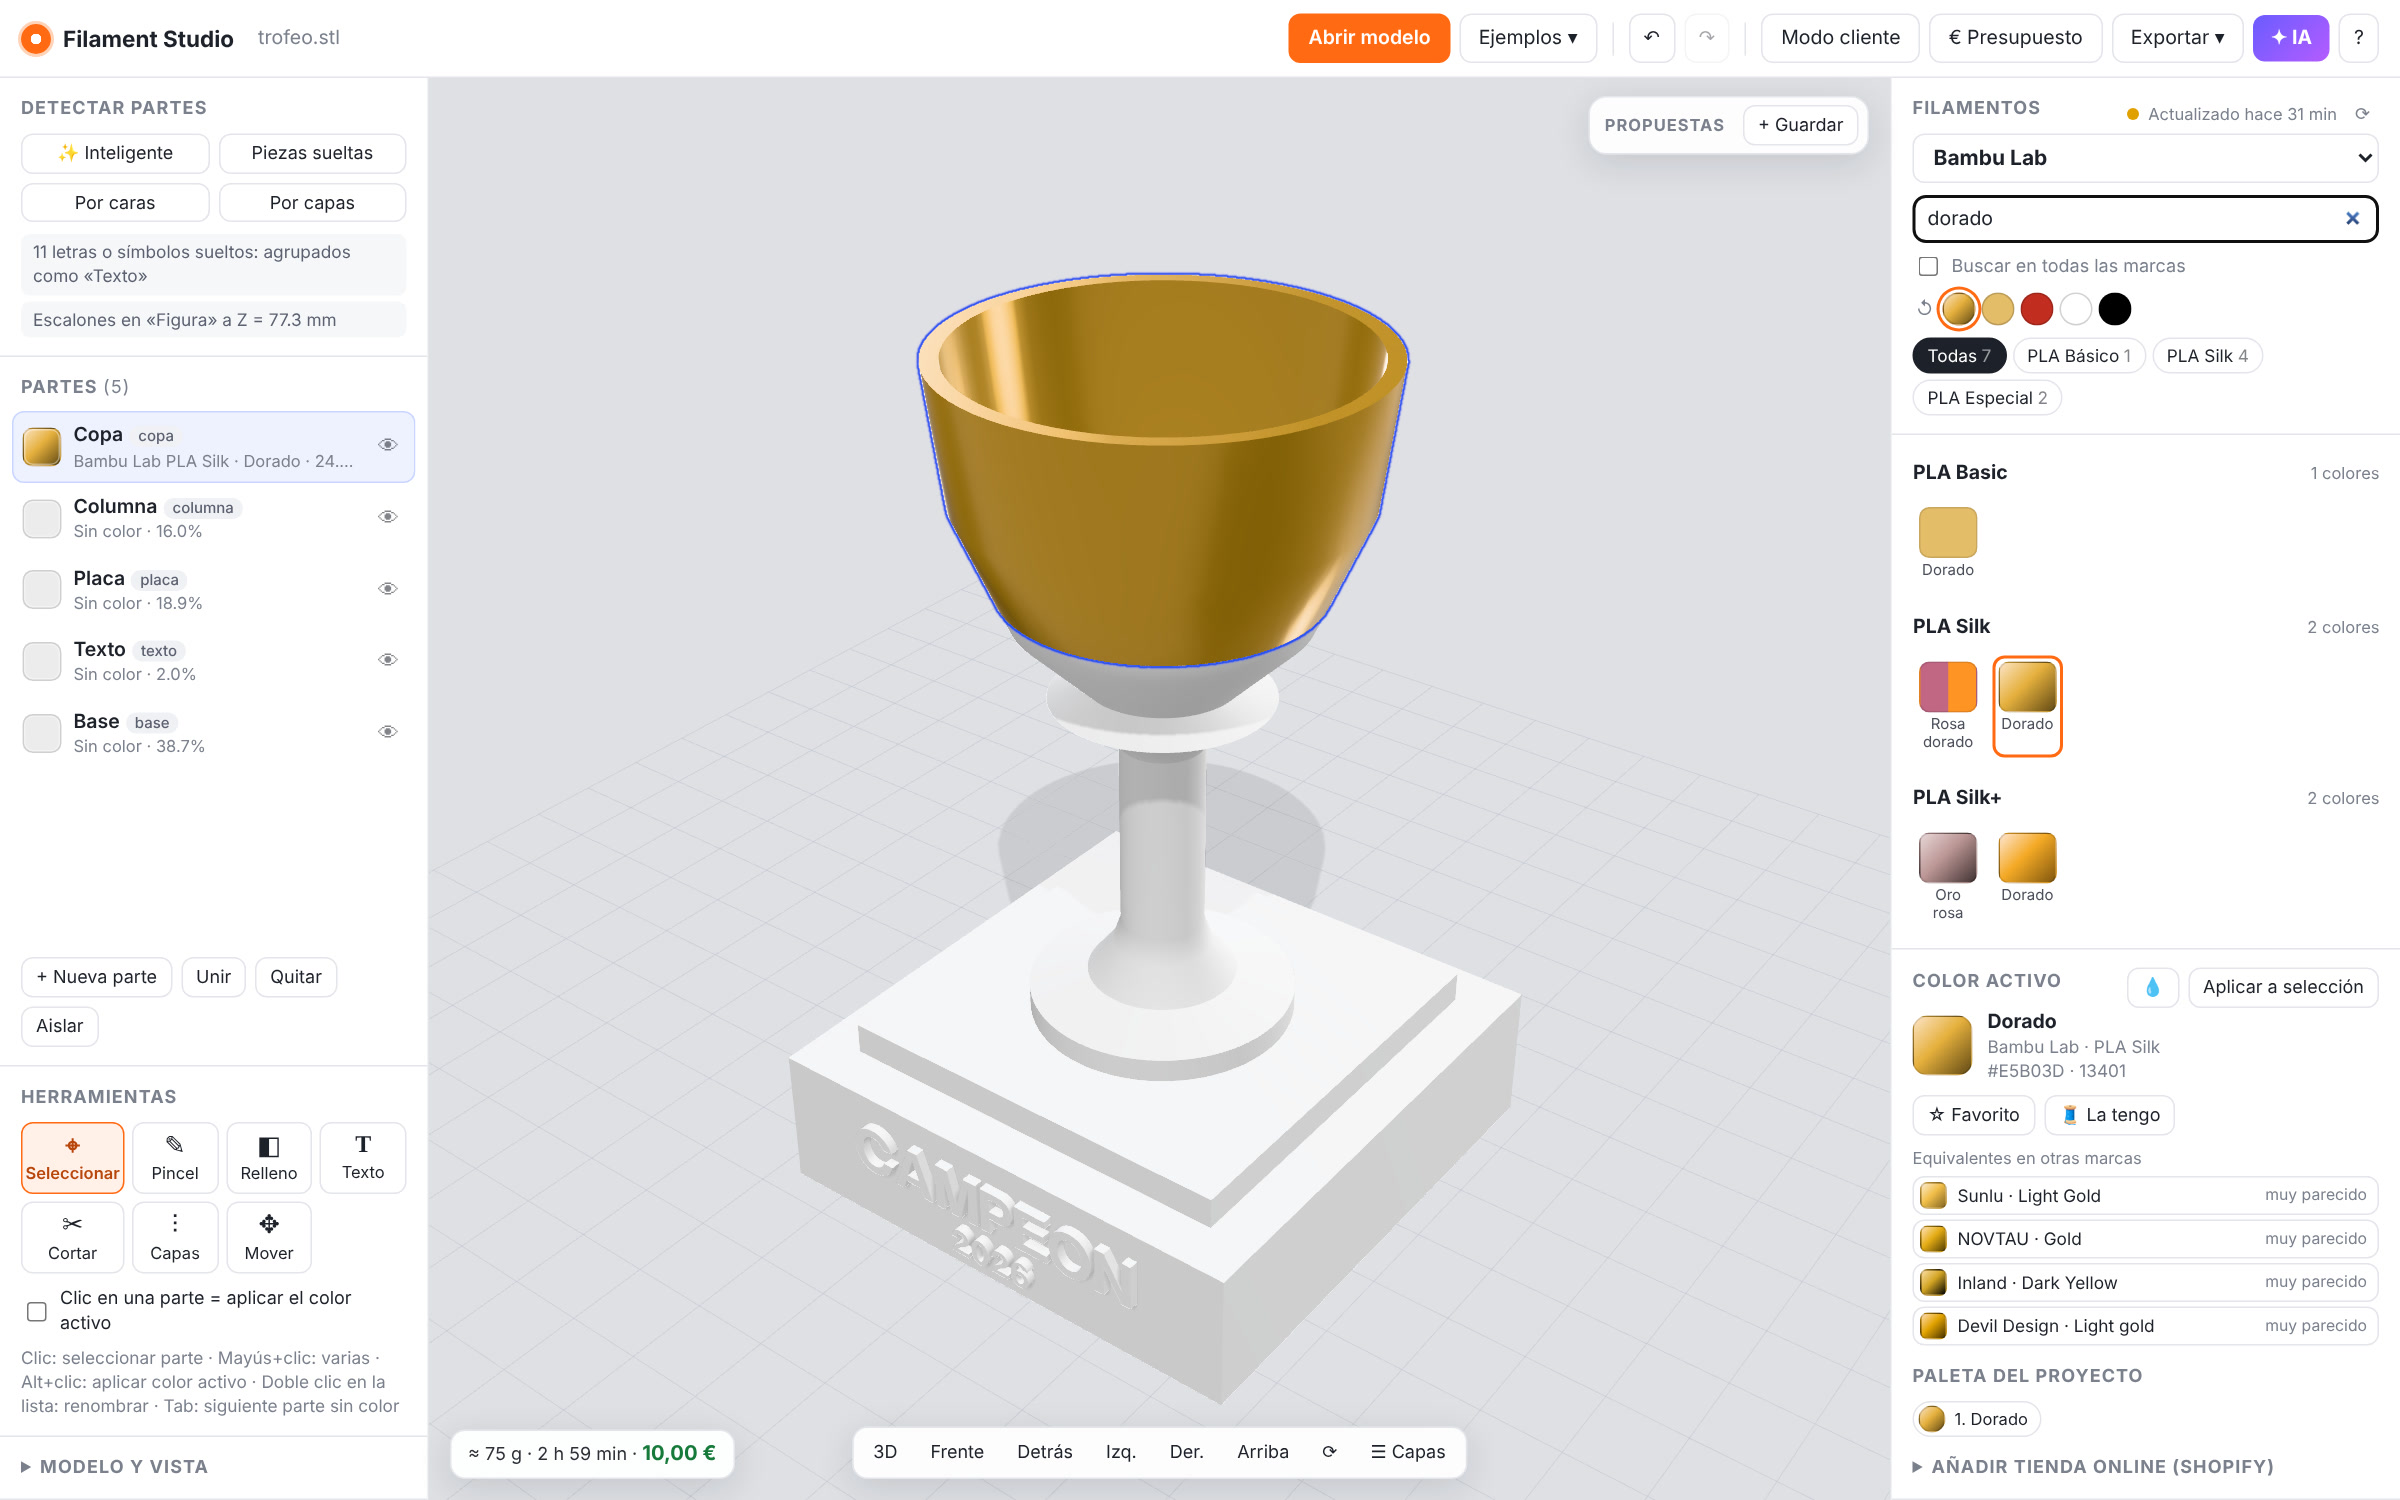 Filament Studio
trofeo.stl
Abrir modelo
Ejemplos ▾
Modo cliente
€ Presupuesto
Exportar ▾
✦ IA
?
DETECTAR PARTES
✨ Inteligente
Piezas sueltas
Por caras
Por capas
11 letras o símbolos sueltos: agrupados
como «Texto»
Escalones en «Figura» a Z = 77.3 mm
PARTES (5)
Copa copa
Bambu Lab PLA Silk · Dorado · 24....
Columna columna
Sin color · 16.0%
Placa placa
Sin color · 18.9%
Texto texto
Sin color · 2.0%
Base base
Sin color · 38.7%
+ Nueva parte
Unir
Quitar
Aislar
HERRAMIENTAS
Seleccionar
Pincel
Relleno
T
Texto
Cortar
Capas
Mover
Clic en una parte = aplicar el color
activo
Clic: seleccionar parte · Mayús+clic: varias ·
Alt+clic: aplicar color activo · Doble clic en la
lista: renombrar · Tab: siguiente parte sin color
▶ MODELO Y VISTA
PROPUESTAS
+ Guardar
CAMPEON
2026
≈ 75 g · 2 h 59 min · 10,00 €
3D
Frente
Detrás
Izq.
Der.
Arriba
⟳
☰ Capas
FILAMENTOS
Actualizado hace 31 min
Bambu Lab
dorado
Buscar en todas las marcas
Todas 7
PLA Básico 1
PLA Silk 4
PLA Especial 2
PLA Basic
1 colores
Dorado
PLA Silk
2 colores
Rosa
dorado
Dorado
PLA Silk+
2 colores
Oro
rosa
Dorado
COLOR ACTIVO
Aplicar a selección
Dorado
Bambu Lab · PLA Silk
#E5B03D · 13401
☆ Favorito
🧵 La tengo
Equivalentes en otras marcas
Sunlu · Light Gold
muy parecido
NOVTAU · Gold
muy parecido
Inland · Dark Yellow
muy parecido
Devil Design · Light gold
muy parecido
PALETA DEL PROYECTO
1. Dorado
▶ AÑADIR TIENDA ONLINE (SHOPIFY)